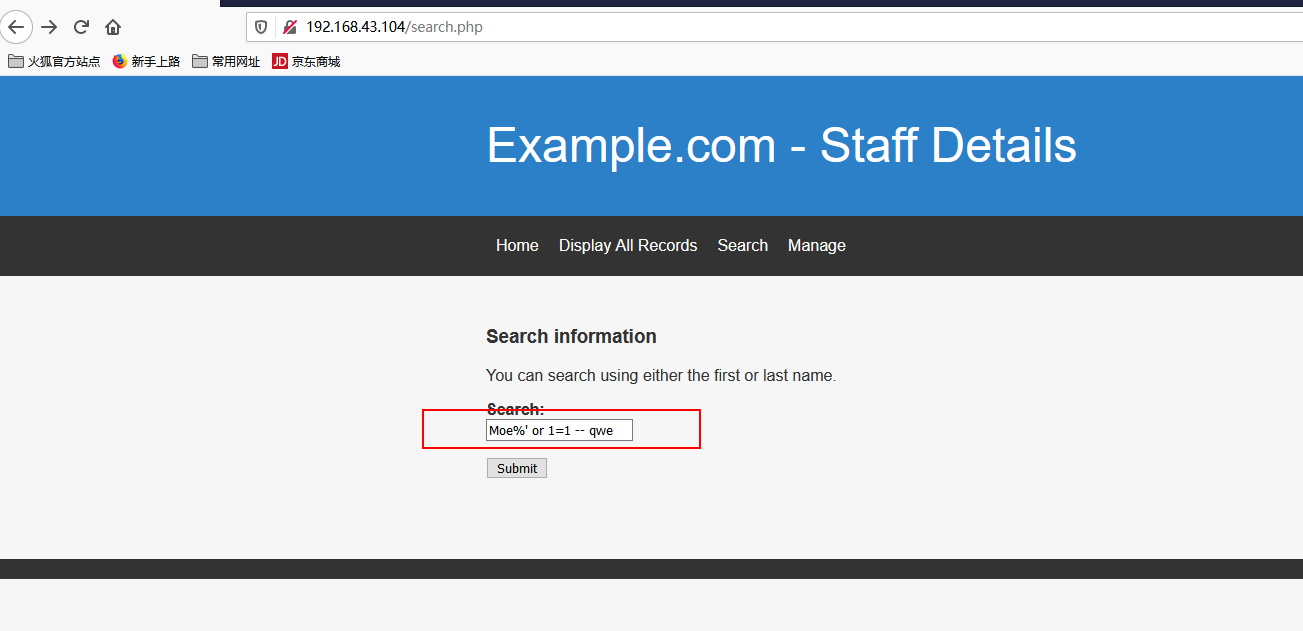 192.168.43.104/search.php
火狐官方站点 新手上路 常用网址 JD 京东商城
Example.com - Staff Details
Home Display All Records Search Manage
Search information
You can search using either the first or last name.
Search:
Moe%' or 1=1 -- qwe
Submit